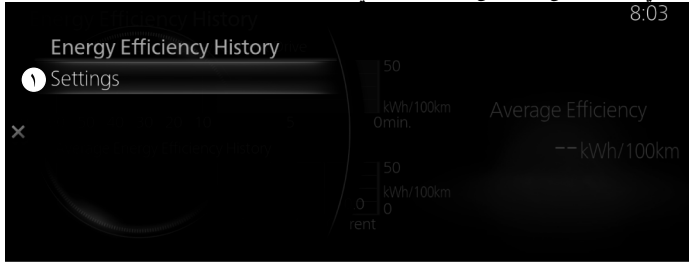 8:03
Energy Efficiency History
١ Settings
50
kWh/100km
0min.
Average Efficiency
--kWh/100km
50
kWh/100km
0
0
rent